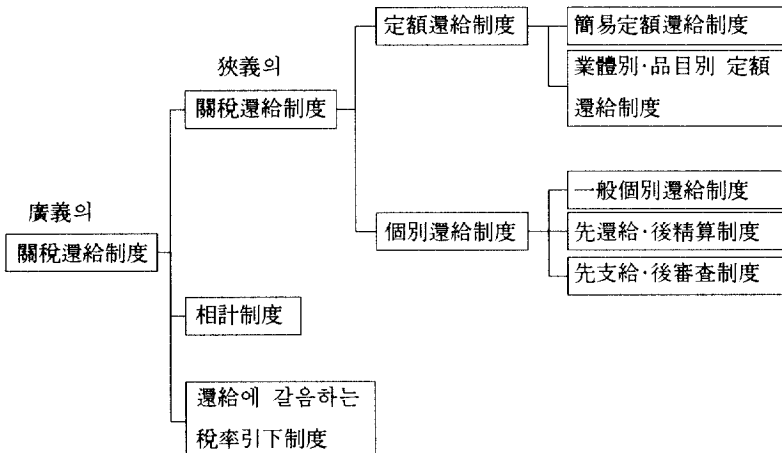 定額還給制度
簡易定額還給制度
狹義의
關稅還給制度
業體別·品目別 定額
還給制度
廣義의
關稅還給制度
個別還給制度
一般個別還給制度
先還給·後精算制度
先支給·後審査制度
相計制度
還給에 갈음하는
稅率引下制度